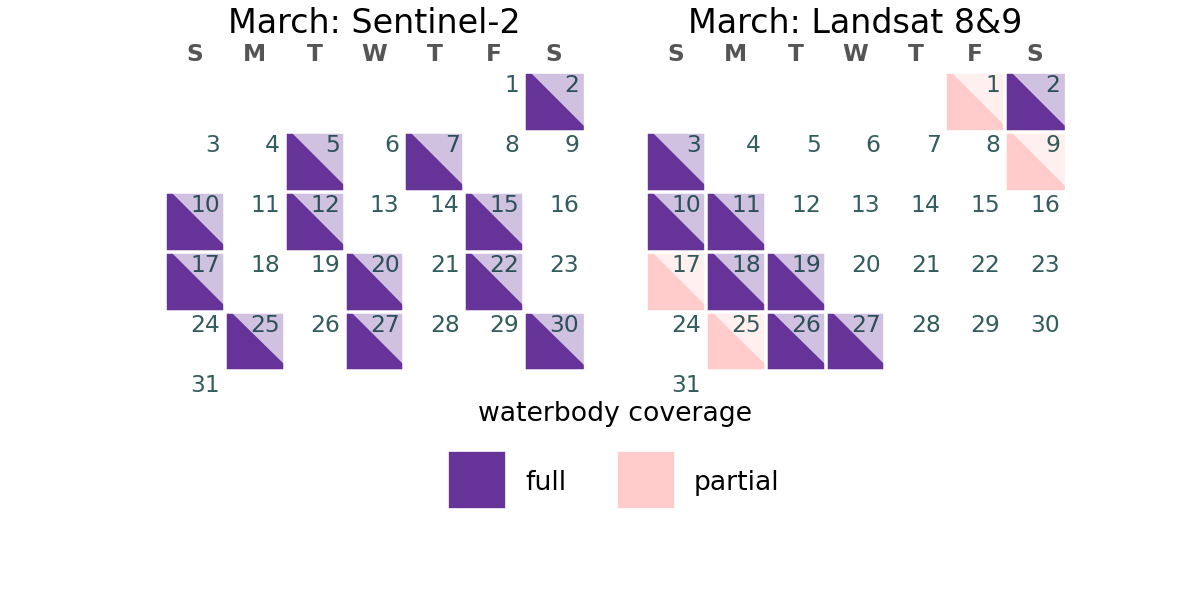 March: Sentinel-2
S M T W T F S
1 2
3 4 5 6 7 8 9
10 11 12 13 14 15 16
17 18 19 20 21 22 23
24 25 26 27 28 29 30
31
March: Landsat 8&9
S M T W T F S
1 2
3 4 5 6 7 8 9
10 11 12 13 14 15 16
17 18 19 20 21 22 23
24 25 26 27 28 29 30
31
waterbody coverage
full partial